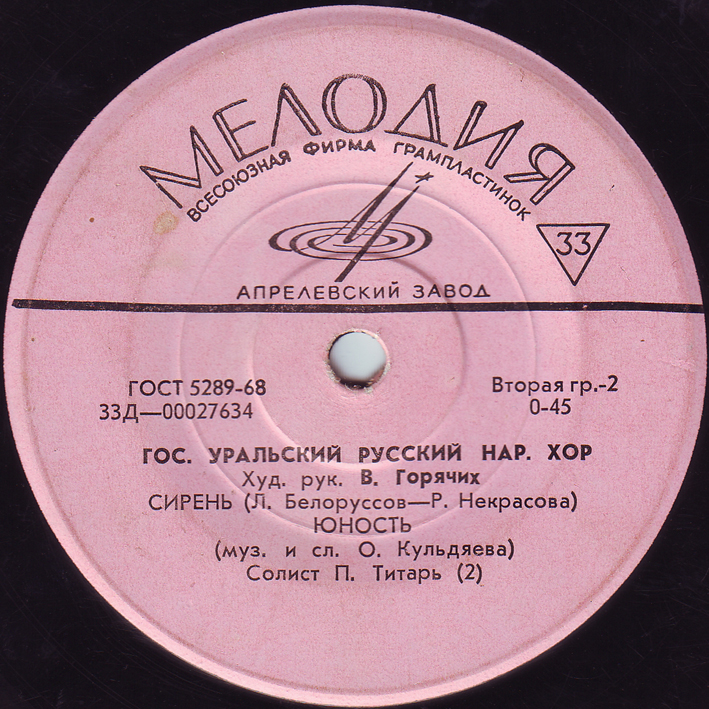 МЕЛОДИЯ
ВСЕСОЮЗНАЯ ФИРМА ГРАМПЛАСТИНОК
33
АПРЕЛЕВСКИЙ ЗАВОД
ГОСТ 5289-68
Вторая гр.-2
33Д—00027634
0-45
ГОС. УРАЛЬСКИЙ РУССКИЙ НАР. ХОР
Худ. рук. В. Горячих
СИРЕНЬ (Л. Белоруссов—Р. Некрасова)
ЮНОСТЬ
(муз. и сл. О. Кульдяева)
Солист П. Титарь (2)